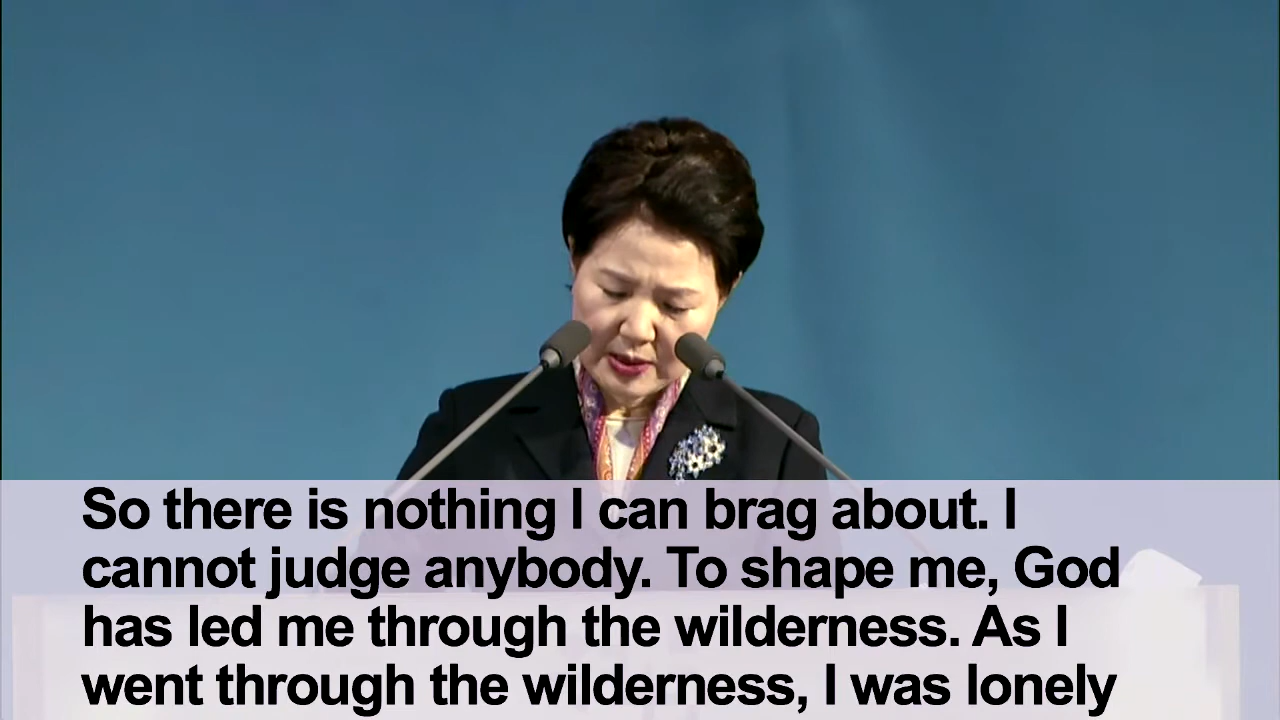 So there is nothing I can brag about. I
cannot judge anybody. To shape me, God
has led me through the wilderness. As I
went through the wilderness, I was lonely